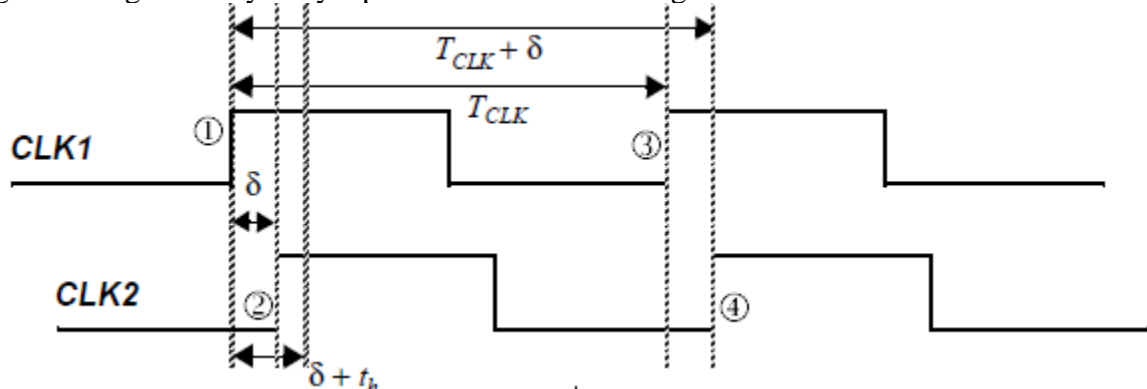 T_CLK + δ
T_CLK
①
③
CLK1
δ
CLK2
②
④
δ + t_h